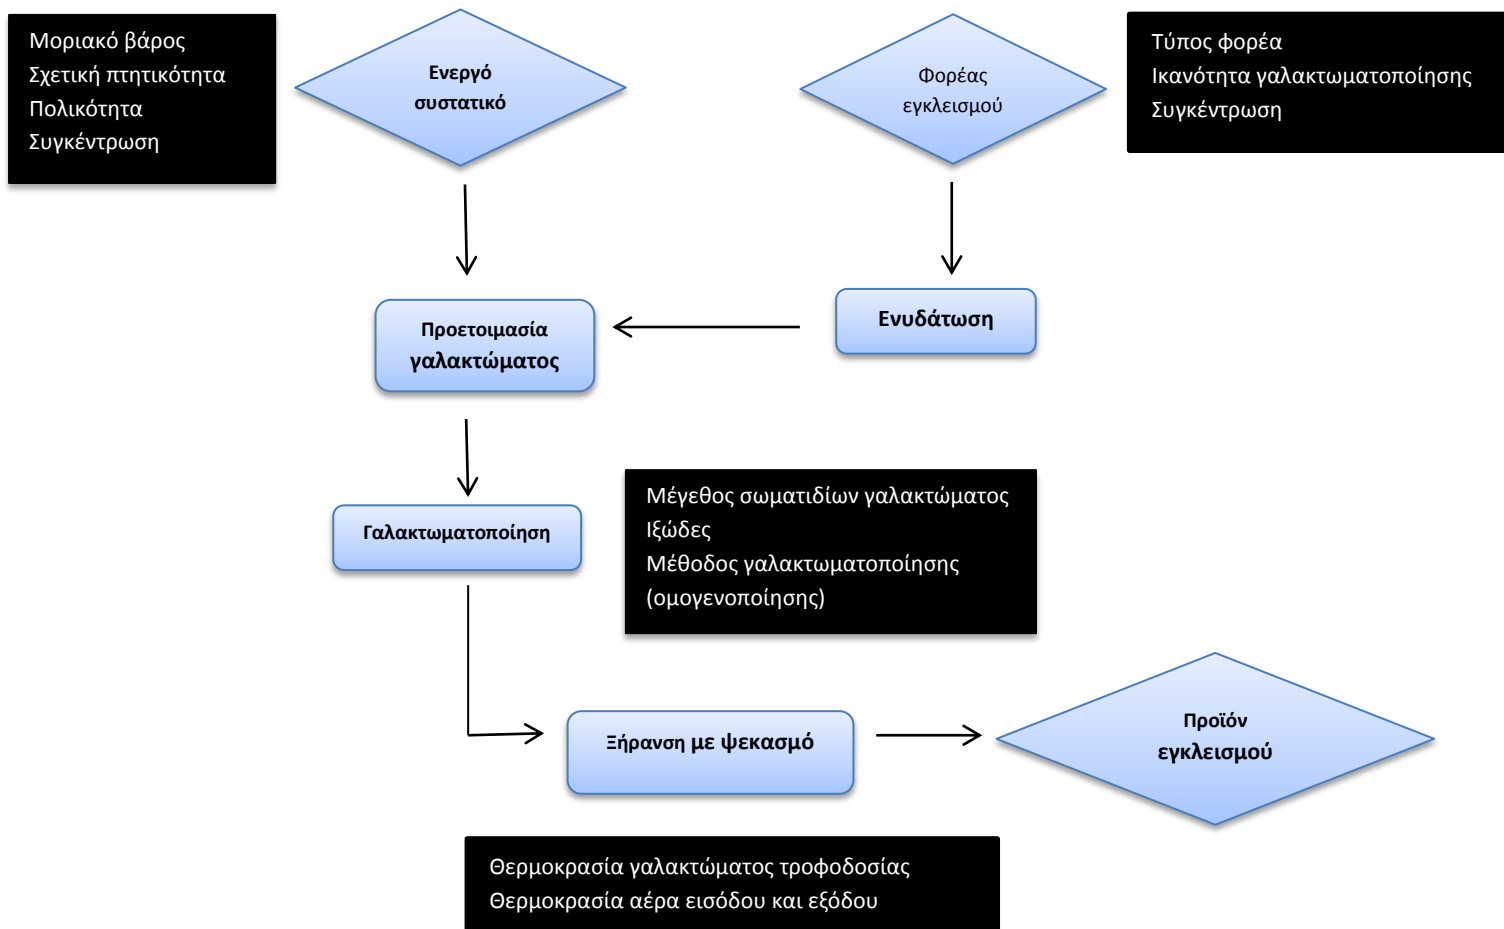 Μοριακό βάρος
Σχετική πτητικότητα
Πολικότητα
Συγκέντρωση
Ενεργό
συστατικό
Φορέας
εγκλεισμού
Τύπος φορέα
Ικανότητα γαλακτωματοποίησης
Συγκέντρωση
Προετοιμασία
γαλακτώματος
Ενυδάτωση
Γαλακτωματοποίηση
Μέγεθος σωματιδίων γαλακτώματος
Ιξώδες
Μέθοδος γαλακτωματοποίησης
(ομογενοποίησης)
Ξήρανση με ψεκασμό
Προϊόν
εγκλεισμού
Θερμοκρασία γαλακτώματος τροφοδοσίας
Θερμοκρασία αέρα εισόδου και εξόδου